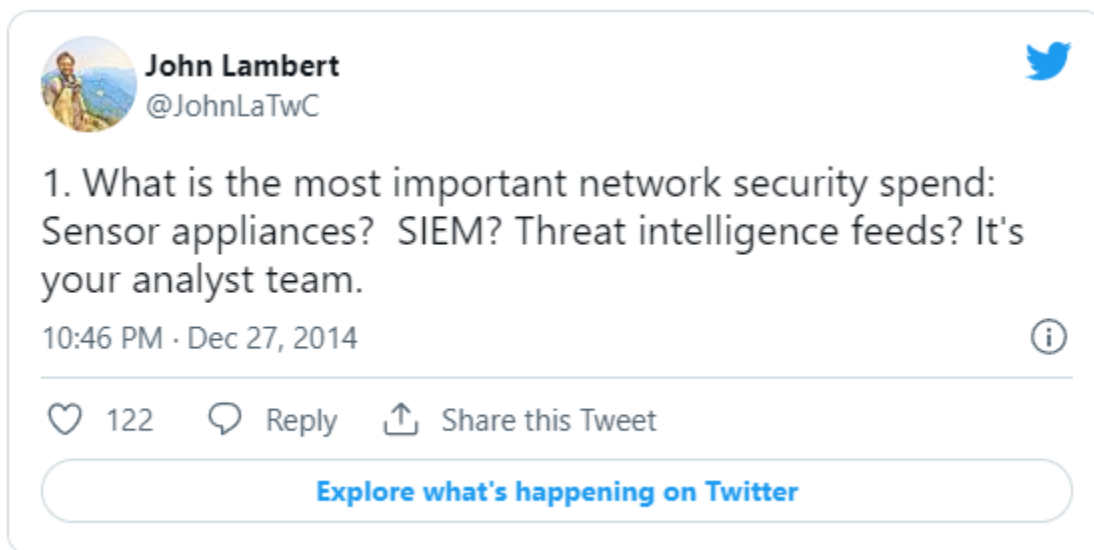 John Lambert
@JohnLaTwC
1. What is the most important network security spend:
Sensor appliances?  SIEM? Threat intelligence feeds? It's
your analyst team.
10:46 PM · Dec 27, 2014
122 Reply Share this Tweet
Explore what's happening on Twitter